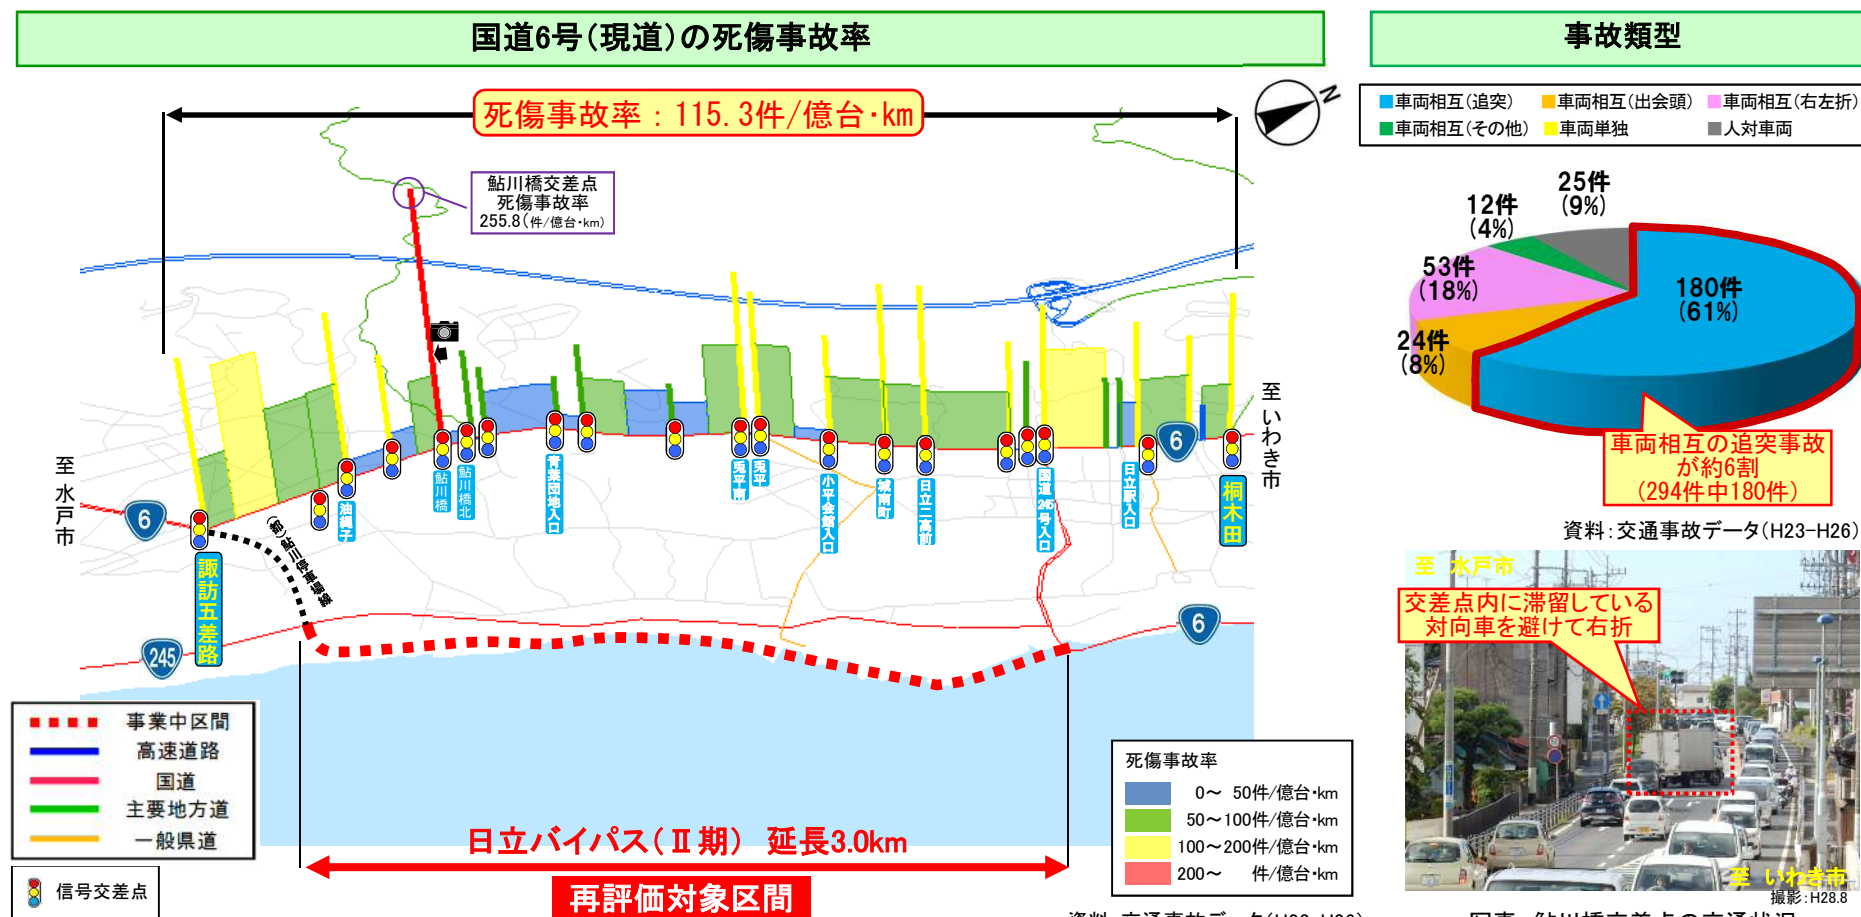 国道6号(現道)の死傷事故率
死傷事故率:115.3件/億台・km
N
鮎川橋交差点
死傷事故率
255.8(件/億台・km)
至 水戸市
至 いわき市
6
6
6
245
諏訪五差路
(都)鮎川停車場線
油縄子
鮎川橋
鮎川橋北
青葉団地入口
兎平南
兎平
小平会館入口
城南町
日立二高前
国道245号入口
日立駅入口
桐木田
事業中区間
高速道路
国道
主要地方道
一般県道
信号交差点
日立バイパス(Ⅱ期) 延長3.0km
再評価対象区間
死傷事故率
0~ 50件/億台・km
50~100件/億台・km
100~200件/億台・km
200~ 件/億台・km
事故類型
車両相互(追突) 車両相互(出会頭) 車両相互(右左折)
車両相互(その他) 車両単独 人対車両
25件
(9%)
12件
(4%)
53件
(18%)
180件
(61%)
24件
(8%)
車両相互の追突事故
が約6割
(294件中180件)
資料:交通事故データ(H23-H26)
至 水戸市
交差点内に滞留している
対向車を避けて右折
至 いわき市
撮影:H28.8